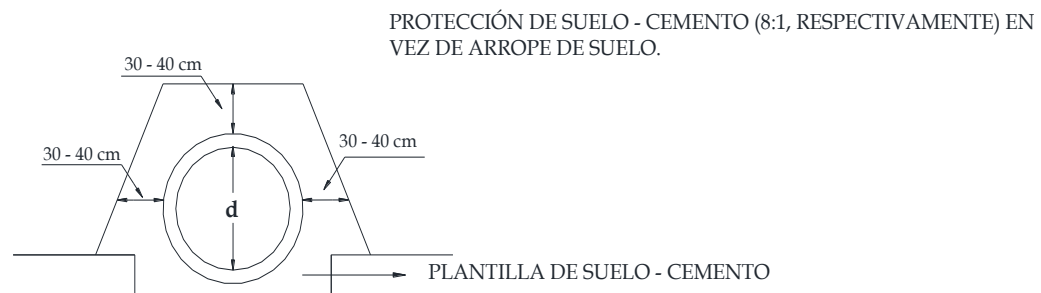 PROTECCIÓN DE SUELO - CEMENTO (8:1, RESPECTIVAMENTE) EN
VEZ DE ARROPE DE SUELO.
30 - 40 cm
30 - 40 cm
30 - 40 cm
d
PLANTILLA DE SUELO - CEMENTO